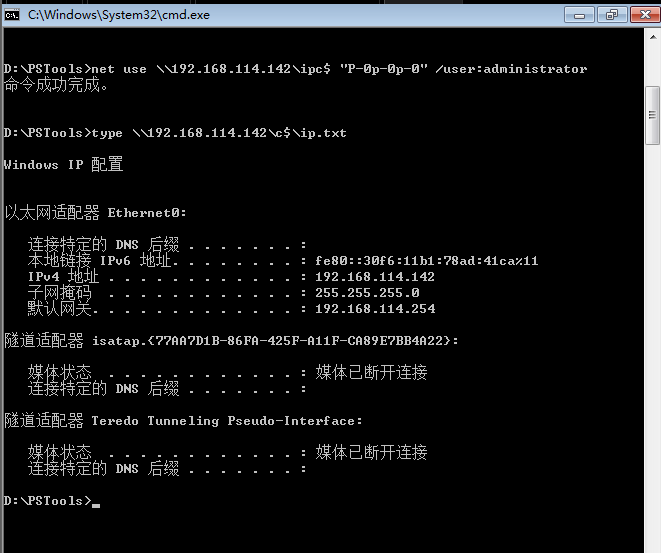 C:\Windows\System32\cmd.exe
D:\PSTools>net use \\192.168.114.142\ipc$ "P-0p-0p-0" /user:administrator
命令成功完成。
D:\PSTools>type \\192.168.114.142\c$\ip.txt
Windows IP 配置
以太网适配器 Ethernet0:
连接特定的 DNS 后缀 . . . . . . . :
本地链接 IPv6 地址. . . . . . . . : fe80::30f6:11b1:78ad:41ca%11
IPv4 地址 . . . . . . . . . . . . : 192.168.114.142
子网掩码  . . . . . . . . . . . . : 255.255.255.0
默认网关. . . . . . . . . . . . . : 192.168.114.254
隧道适配器 isatap.{77AA7D1B-86FA-425F-A11F-CA89E7BB4A22}:
媒体状态  . . . . . . . . . . . . : 媒体已断开连接
连接特定的 DNS 后缀 . . . . . . . :
隧道适配器 Teredo Tunneling Pseudo-Interface:
媒体状态  . . . . . . . . . . . . : 媒体已断开连接
连接特定的 DNS 后缀 . . . . . . . :
D:\PSTools>